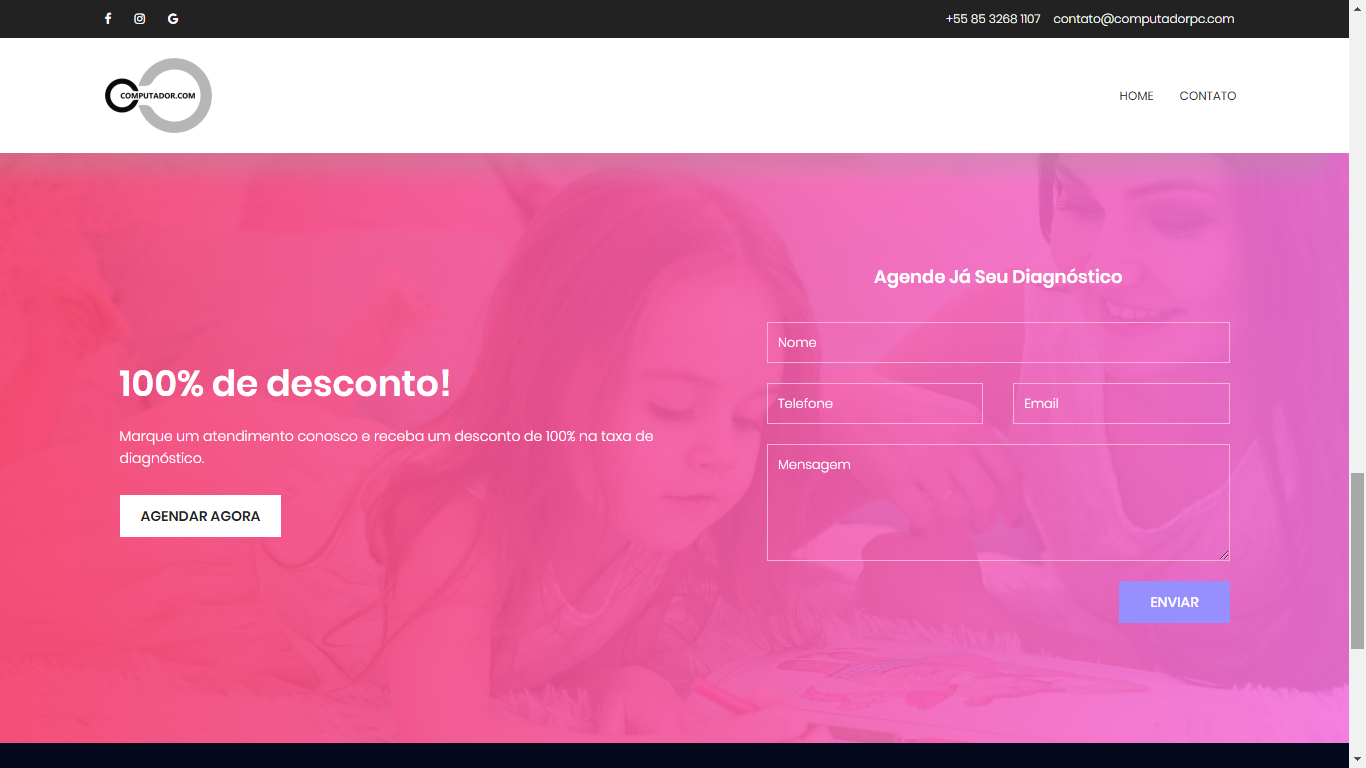 +55 85 3268 1107 contato@computadorpc.com
COMPUTADOR.COM
HOME CONTATO
100% de desconto!
Marque um atendimento conosco e receba um desconto de 100% na taxa de
diagnóstico.
AGENDAR AGORA
Agende Já Seu Diagnóstico
Nome
Telefone Email
Mensagem
ENVIAR